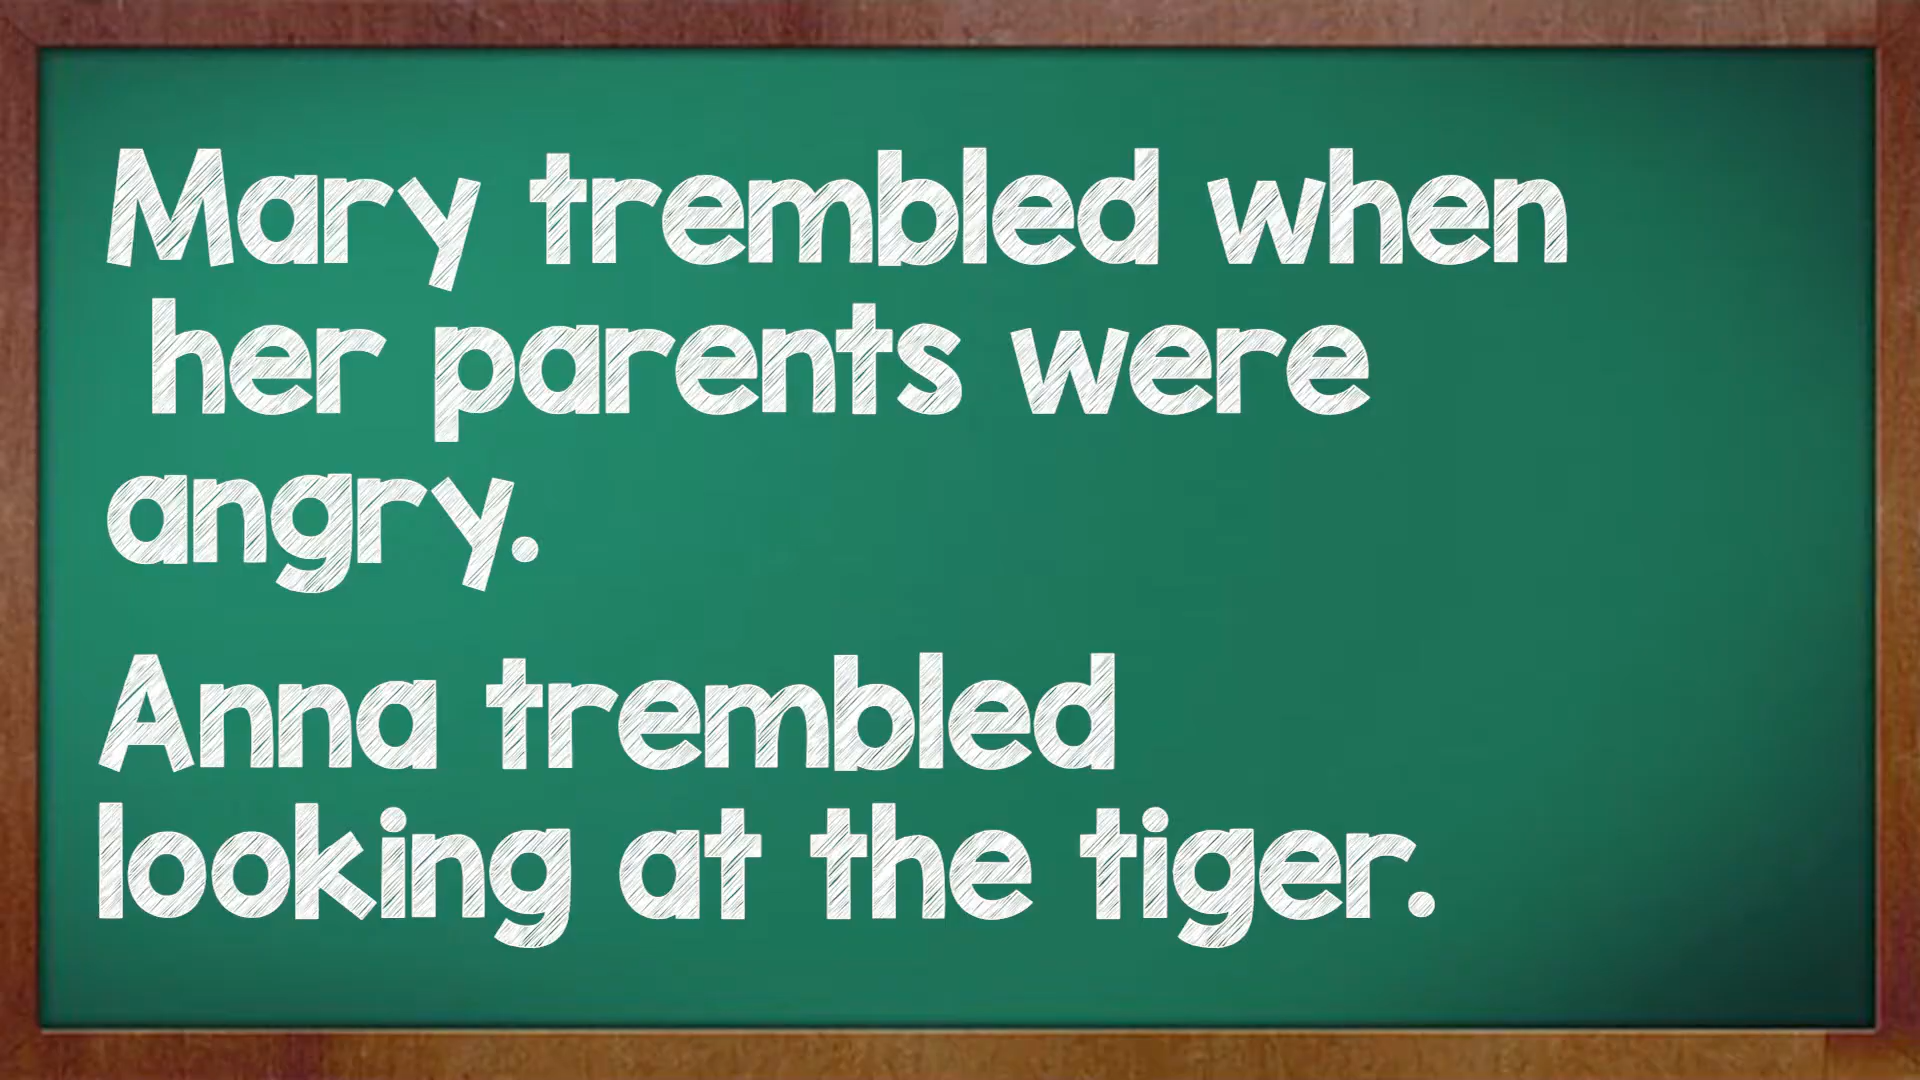 Mary trembled when
her parents were
angry.
Anna trembled
looking at the tiger.